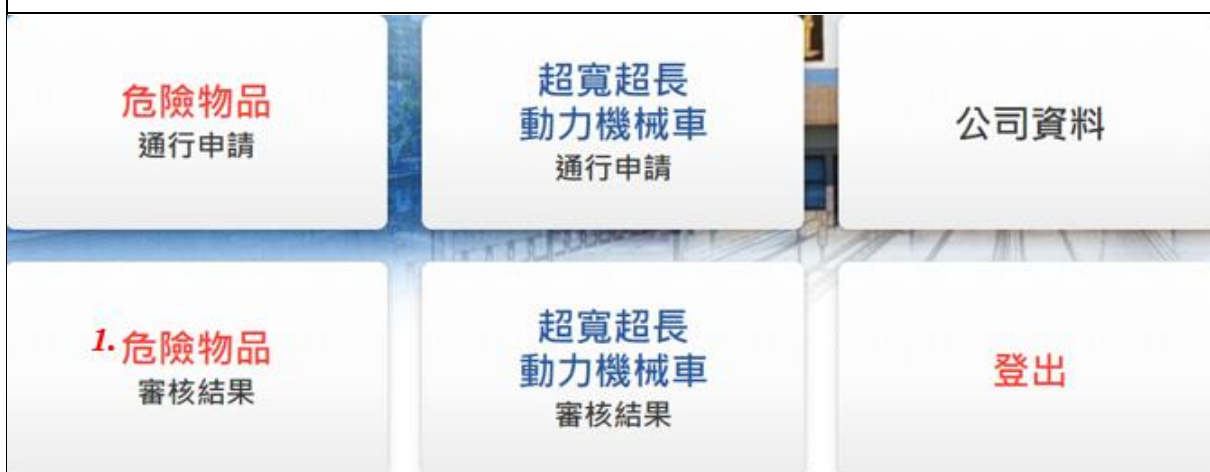 危險物品
通行申請
超寬超長
動力機械車
通行申請
公司資料
1.危險物品
審核結果
超寬超長
動力機械車
審核結果
登出